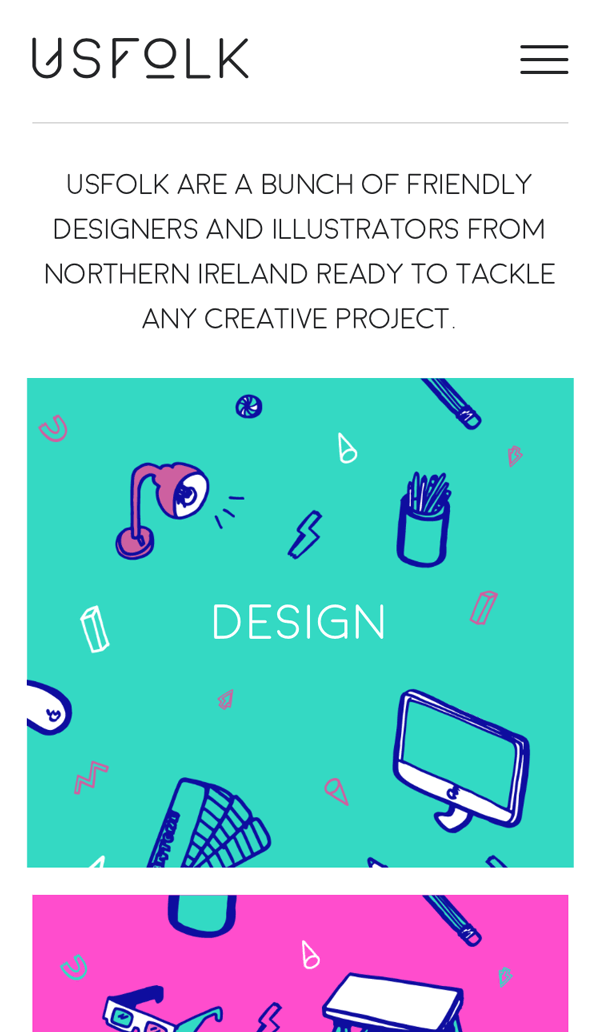 USFOLK
USFOLK ARE A BUNCH OF FRIENDLY
DESIGNERS AND ILLUSTRATORS FROM
NORTHERN IRELAND READY TO TACKLE
ANY CREATIVE PROJECT.
DESIGN